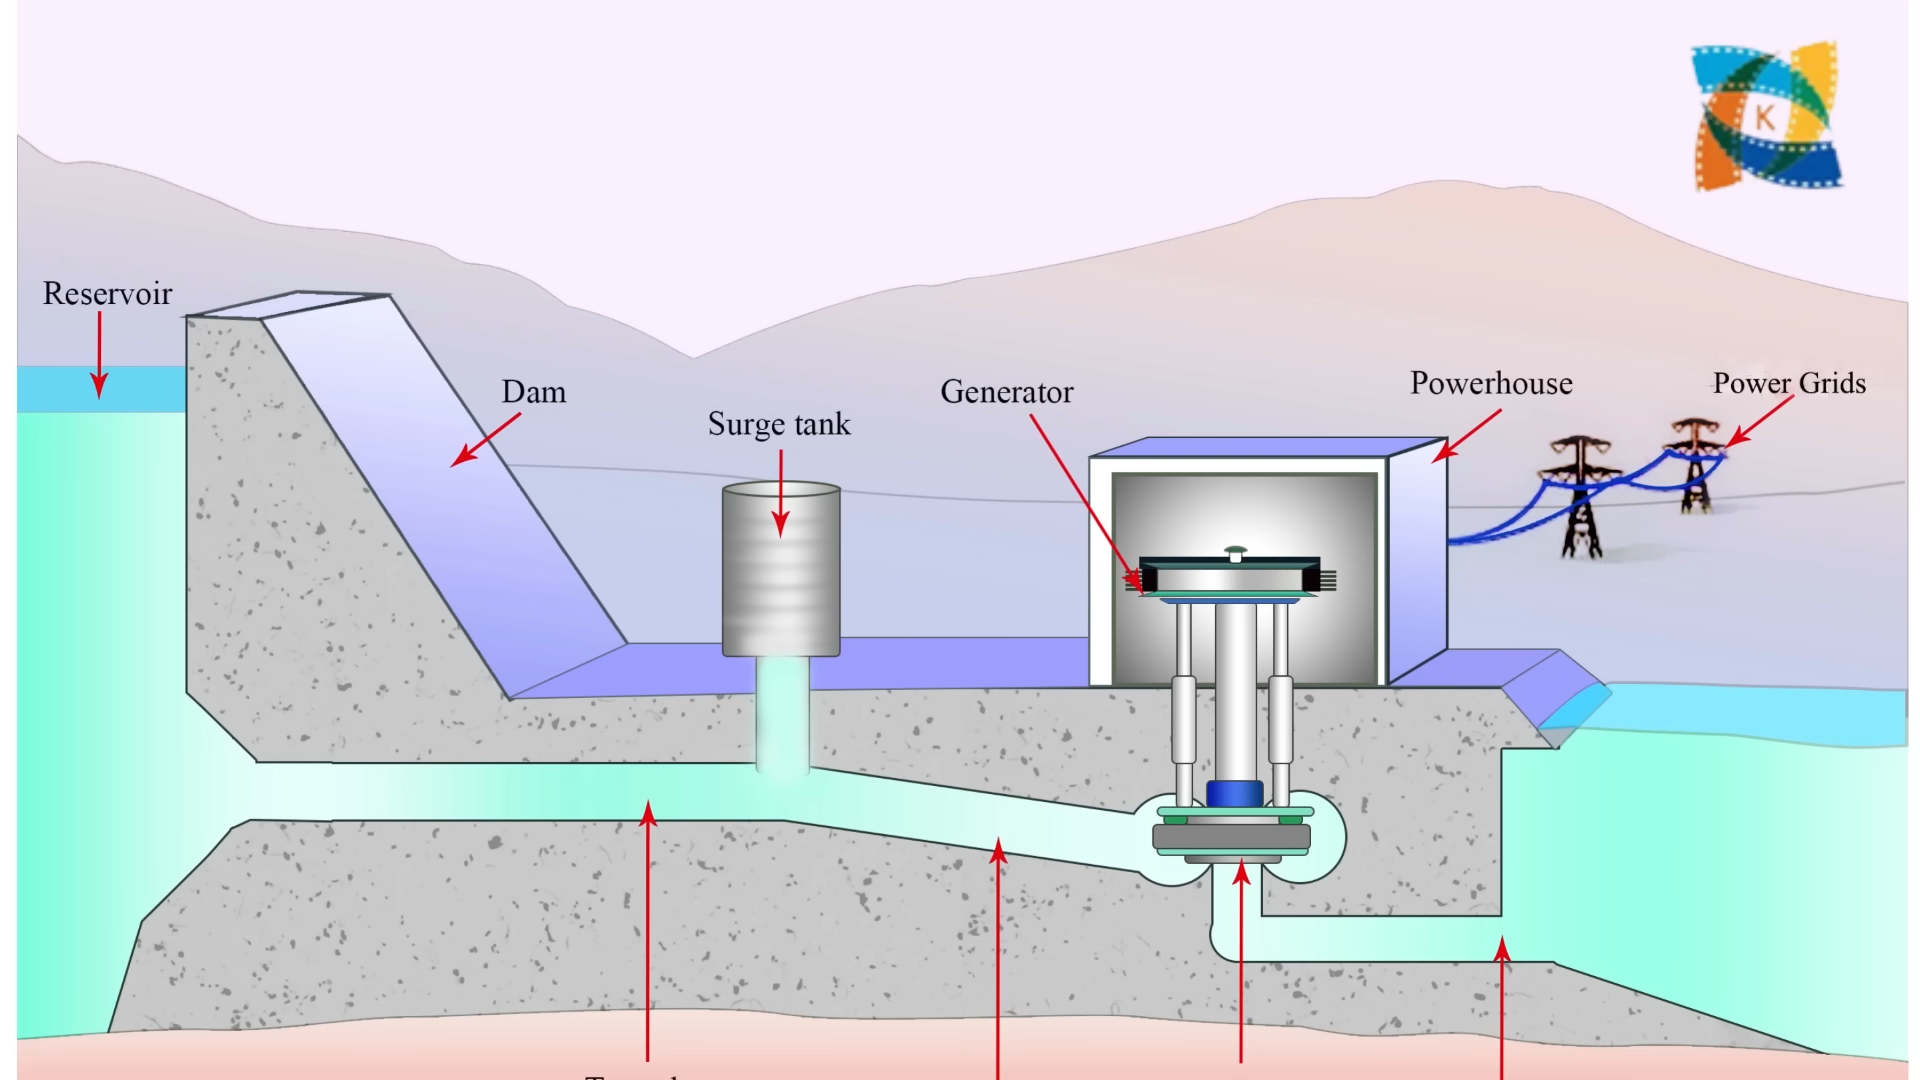 Reservoir
Dam
Surge tank
Generator
Powerhouse
Power Grids
K